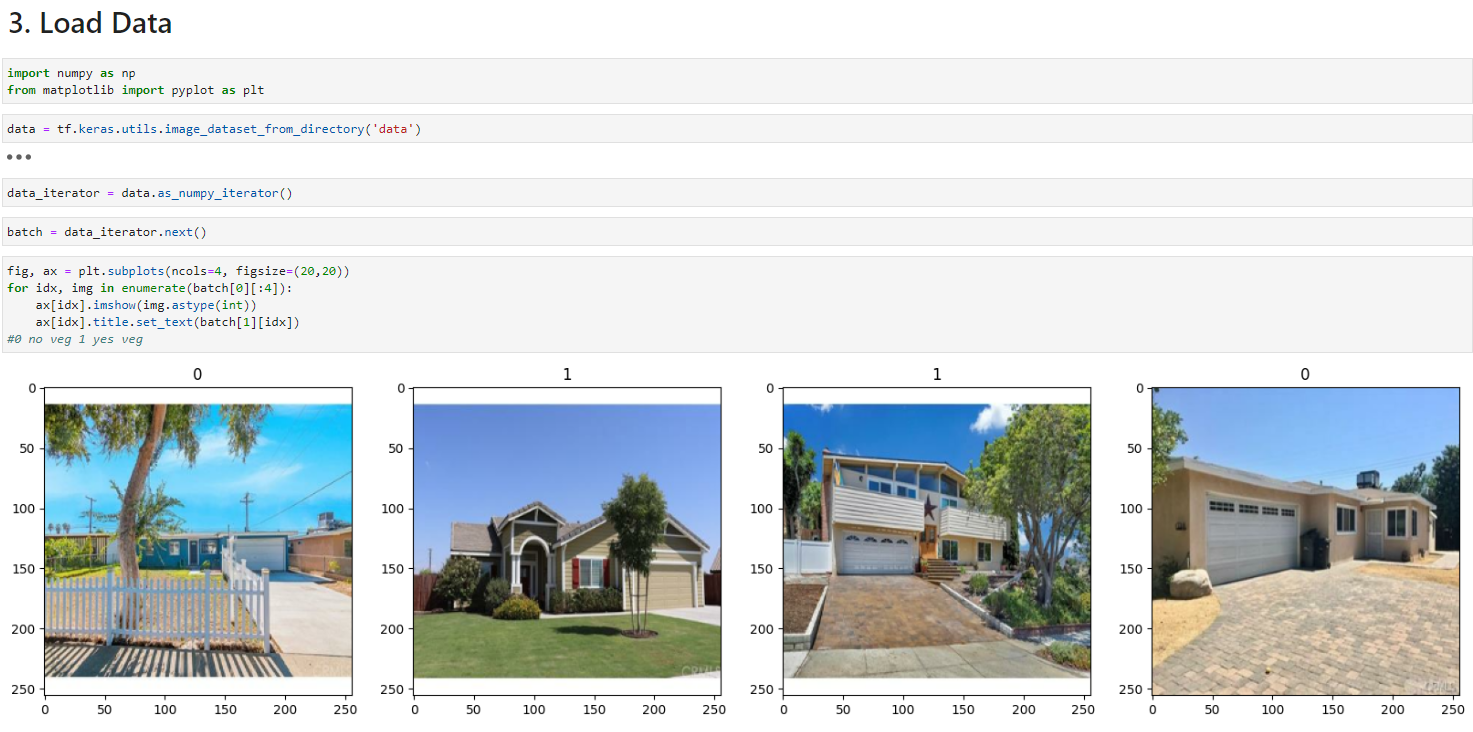 3. Load Data
import numpy as np
from matplotlib import pyplot as plt
data = tf.keras.utils.image_dataset_from_directory('data')
•••
data_iterator = data.as_numpy_iterator()
batch = data_iterator.next()
fig, ax = plt.subplots(ncols=4, figsize=(20,20))
for idx, img in enumerate(batch[0][:4]):
    ax[idx].imshow(img.astype(int))
    ax[idx].title.set_text(batch[1][idx])
#0 no veg 1 yes veg
0 1 1 0
0 0 0 0
50 50 50 50
100 100 100 100
150 150 150 150
200 200 200 200
250 250 250 250
0 50 100 150 200 250 0 50 100 150 200 250 0 50 100 150 200 250 0 50 100 150 200 250